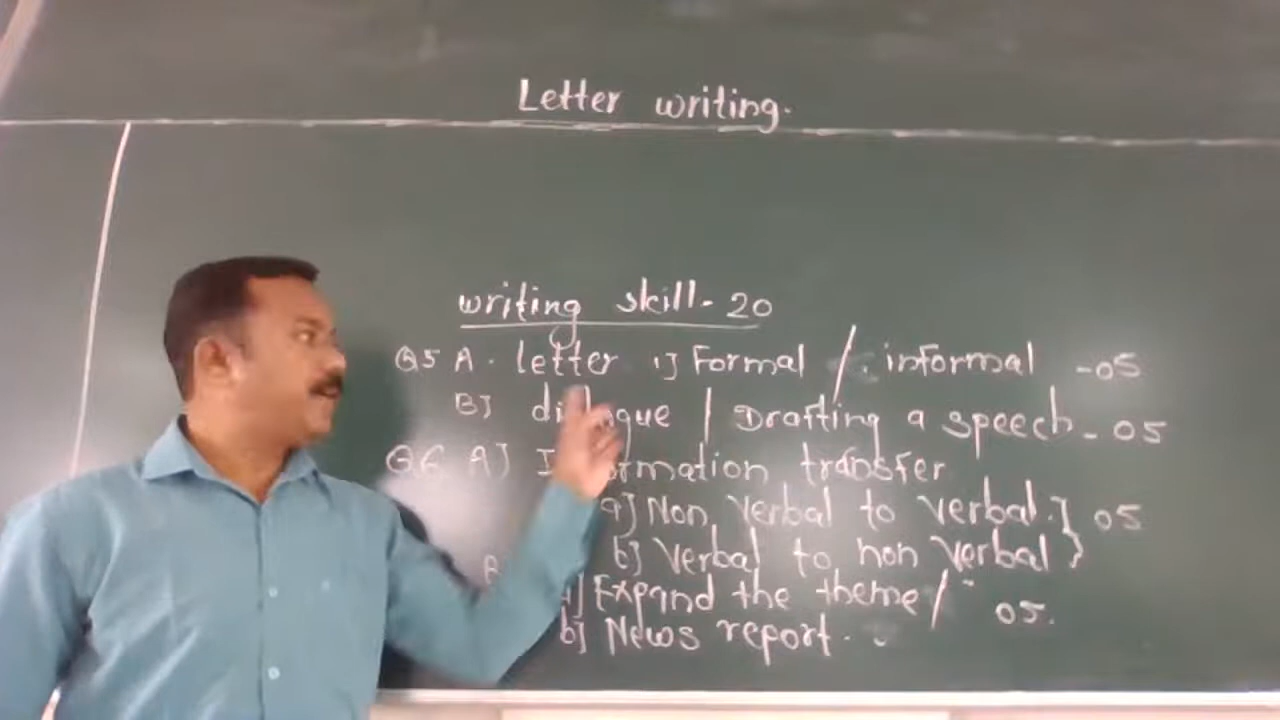 Letter writing.
writing skill - 20
Q5 A. letter 1] Formal / informal - 05
B] dialogue / Drafting a speech - 05
Q6 A] Information transfer
a] Non verbal to verbal.} 05
b] Verbal to non verbal }
B
a] Expand the theme / 05.
b] News report.